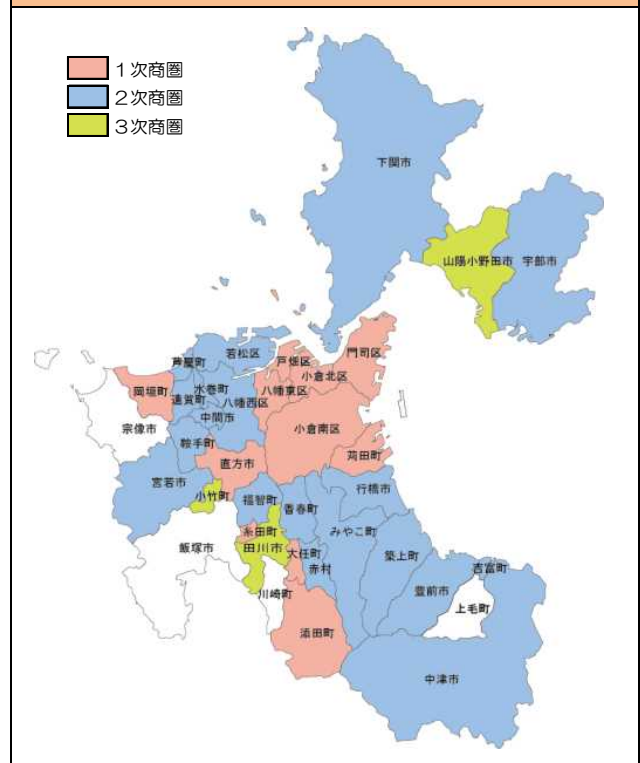 １次商圏
２次商圏
３次商圏
下関市
山陽小野田市
宇部市
門司区
若松区
戸畑区
芦屋町
小倉北区
岡垣町
水巻町
八幡東区
遠賀町
八幡西区
中間市
宗像市
小倉南区
鞍手町
苅田町
直方市
宮若市
行橋市
小竹町
福智町
香春町
みやこ町
糸田町
飯塚市
田川市
大任町
築上町
赤村
吉富町
川崎町
豊前市
上毛町
添田町
中津市